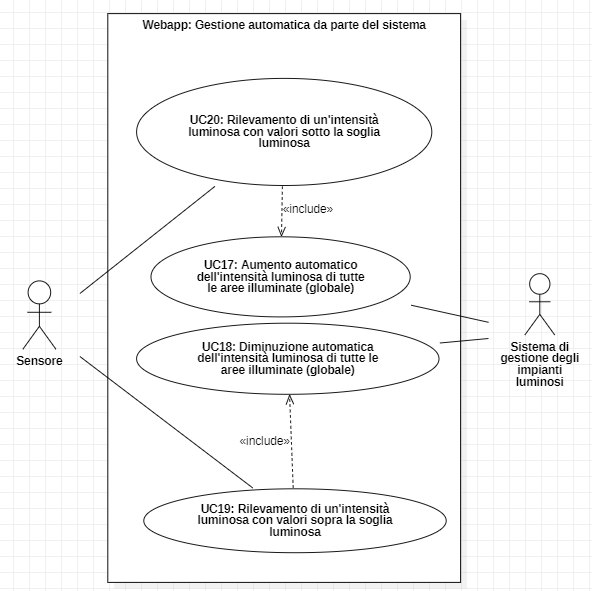 Webapp: Gestione automatica da parte del sistema
UC20: Rilevamento di un'intensità
luminosa con valori sotto la soglia
luminosa
«include»
UC17: Aumento automatico
dell'intensità luminosa di tutte
le aree illuminate (globale)
UC18: Diminuzione automatica
dell'intensità luminosa di tutte le
aree illuminate (globale)
Sensore
Sistema di
gestione degli
impianti
luminosi
«include»
UC19: Rilevamento di un'intensità
luminosa con valori sopra la soglia
luminosa